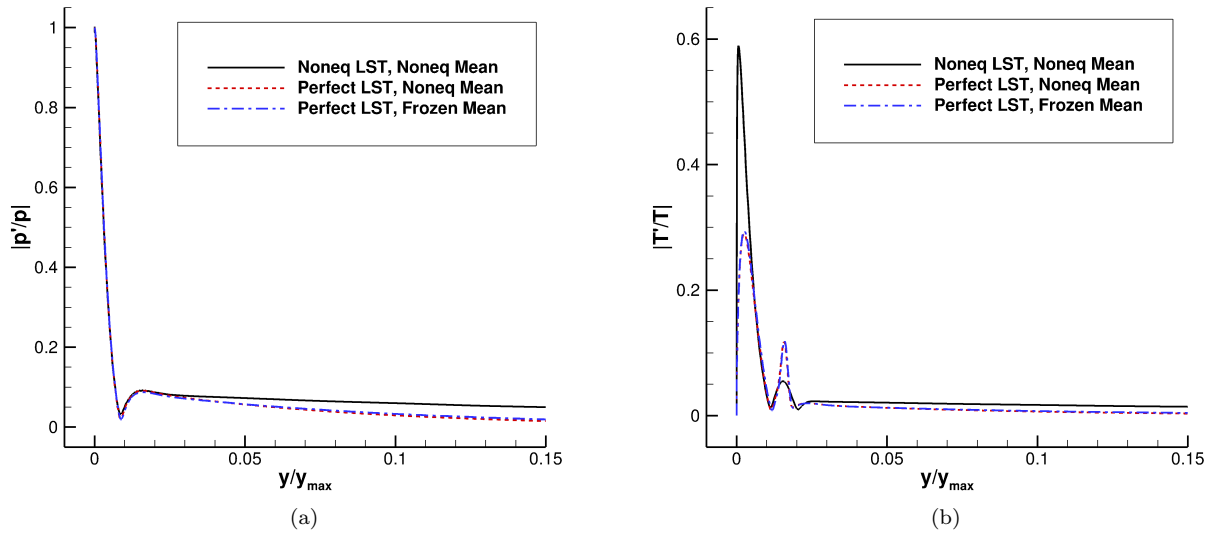 1
0.8
0.6
0.4
0.2
0
|p'/p|
0
0.05
0.1
0.15
y/y_max
Noneq LST, Noneq Mean
Perfect LST, Noneq Mean
Perfect LST, Frozen Mean
(a)
0.6
0.4
0.2
0
|T'/T|
0
0.05
0.1
0.15
y/y_max
Noneq LST, Noneq Mean
Perfect LST, Noneq Mean
Perfect LST, Frozen Mean
(b)